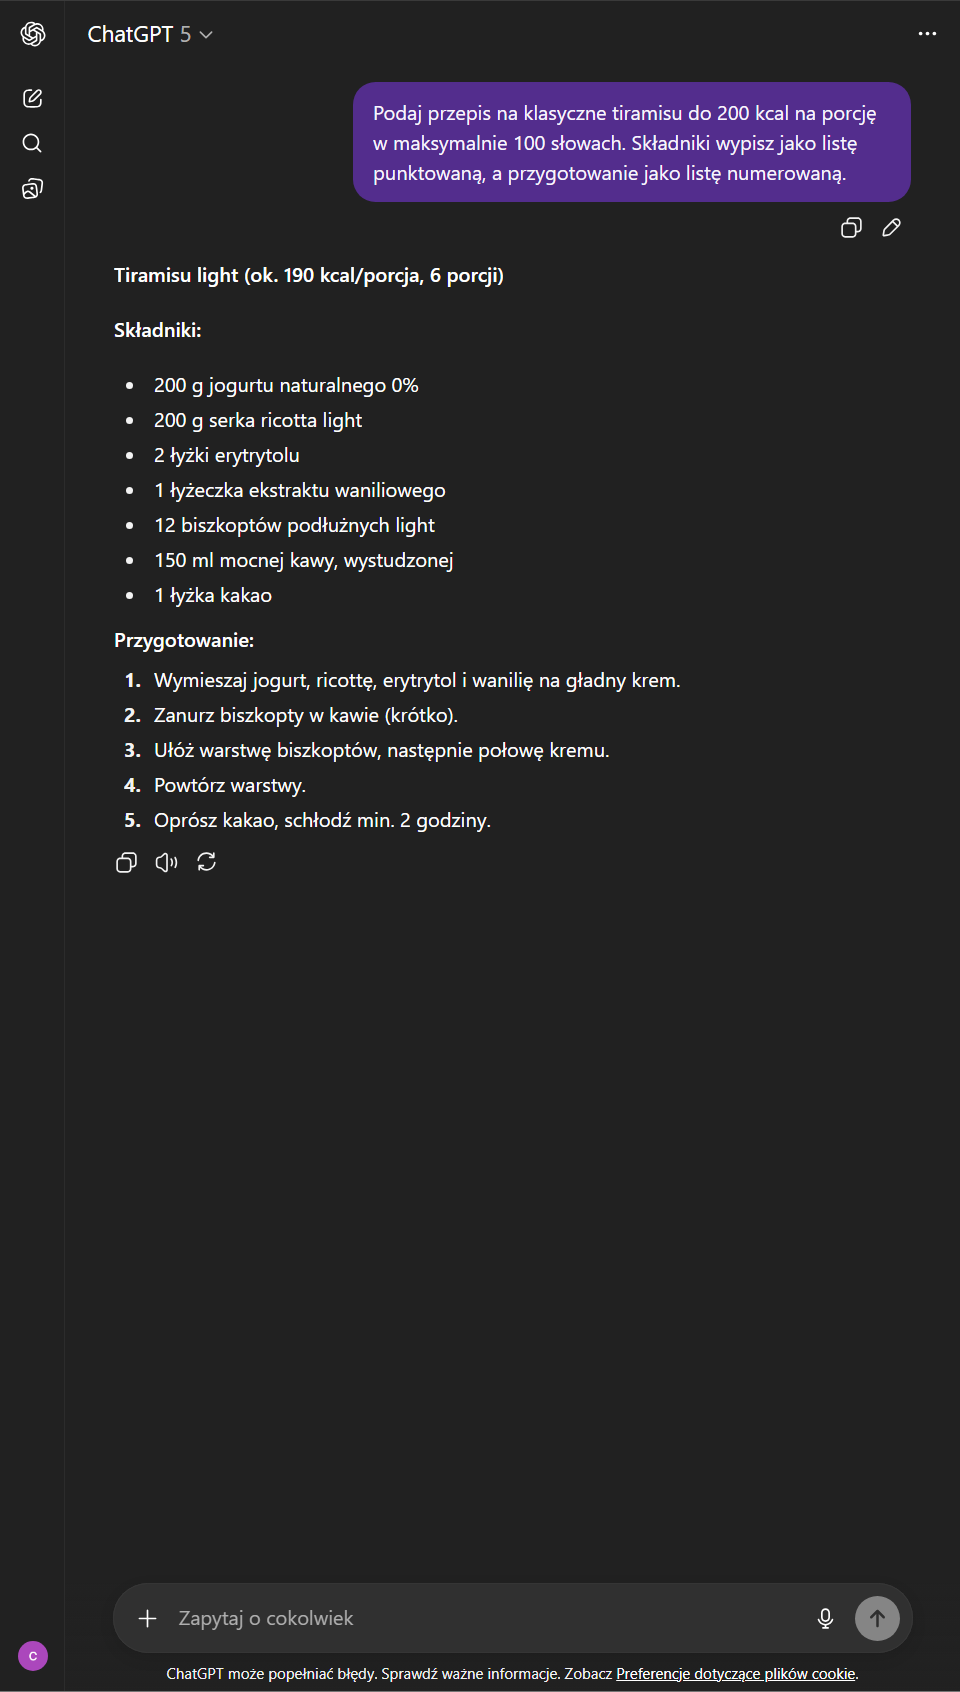 ChatGPT 5
Podaj przepis na klasyczne tiramisu do 200 kcal na porcję
w maksymalnie 100 słowach. Składniki wypisz jako listę
punktowaną, a przygotowanie jako listę numerowaną.
Tiramisu light (ok. 190 kcal/porcja, 6 porcji)
Składniki:
• 200 g jogurtu naturalnego 0%
• 200 g serka ricotta light
• 2 łyżki erytrytolu
• 1 łyżeczka ekstraktu waniliowego
• 12 biszkoptów podłużnych light
• 150 ml mocnej kawy, wystudzonej
• 1 łyżka kakao
Przygotowanie:
1. Wymieszaj jogurt, ricottę, erytrytol i wanilię na gładny krem.
2. Zanurz biszkopty w kawie (krótko).
3. Ułóż warstwę biszkoptów, następnie połowę kremu.
4. Powtórz warstwy.
5. Oprósz kakao, schłodź min. 2 godziny.
Zapytaj o cokolwiek
C
ChatGPT może popełniać błędy. Sprawdź ważne informacje. Zobacz Preferencje dotyczące plików cookie.